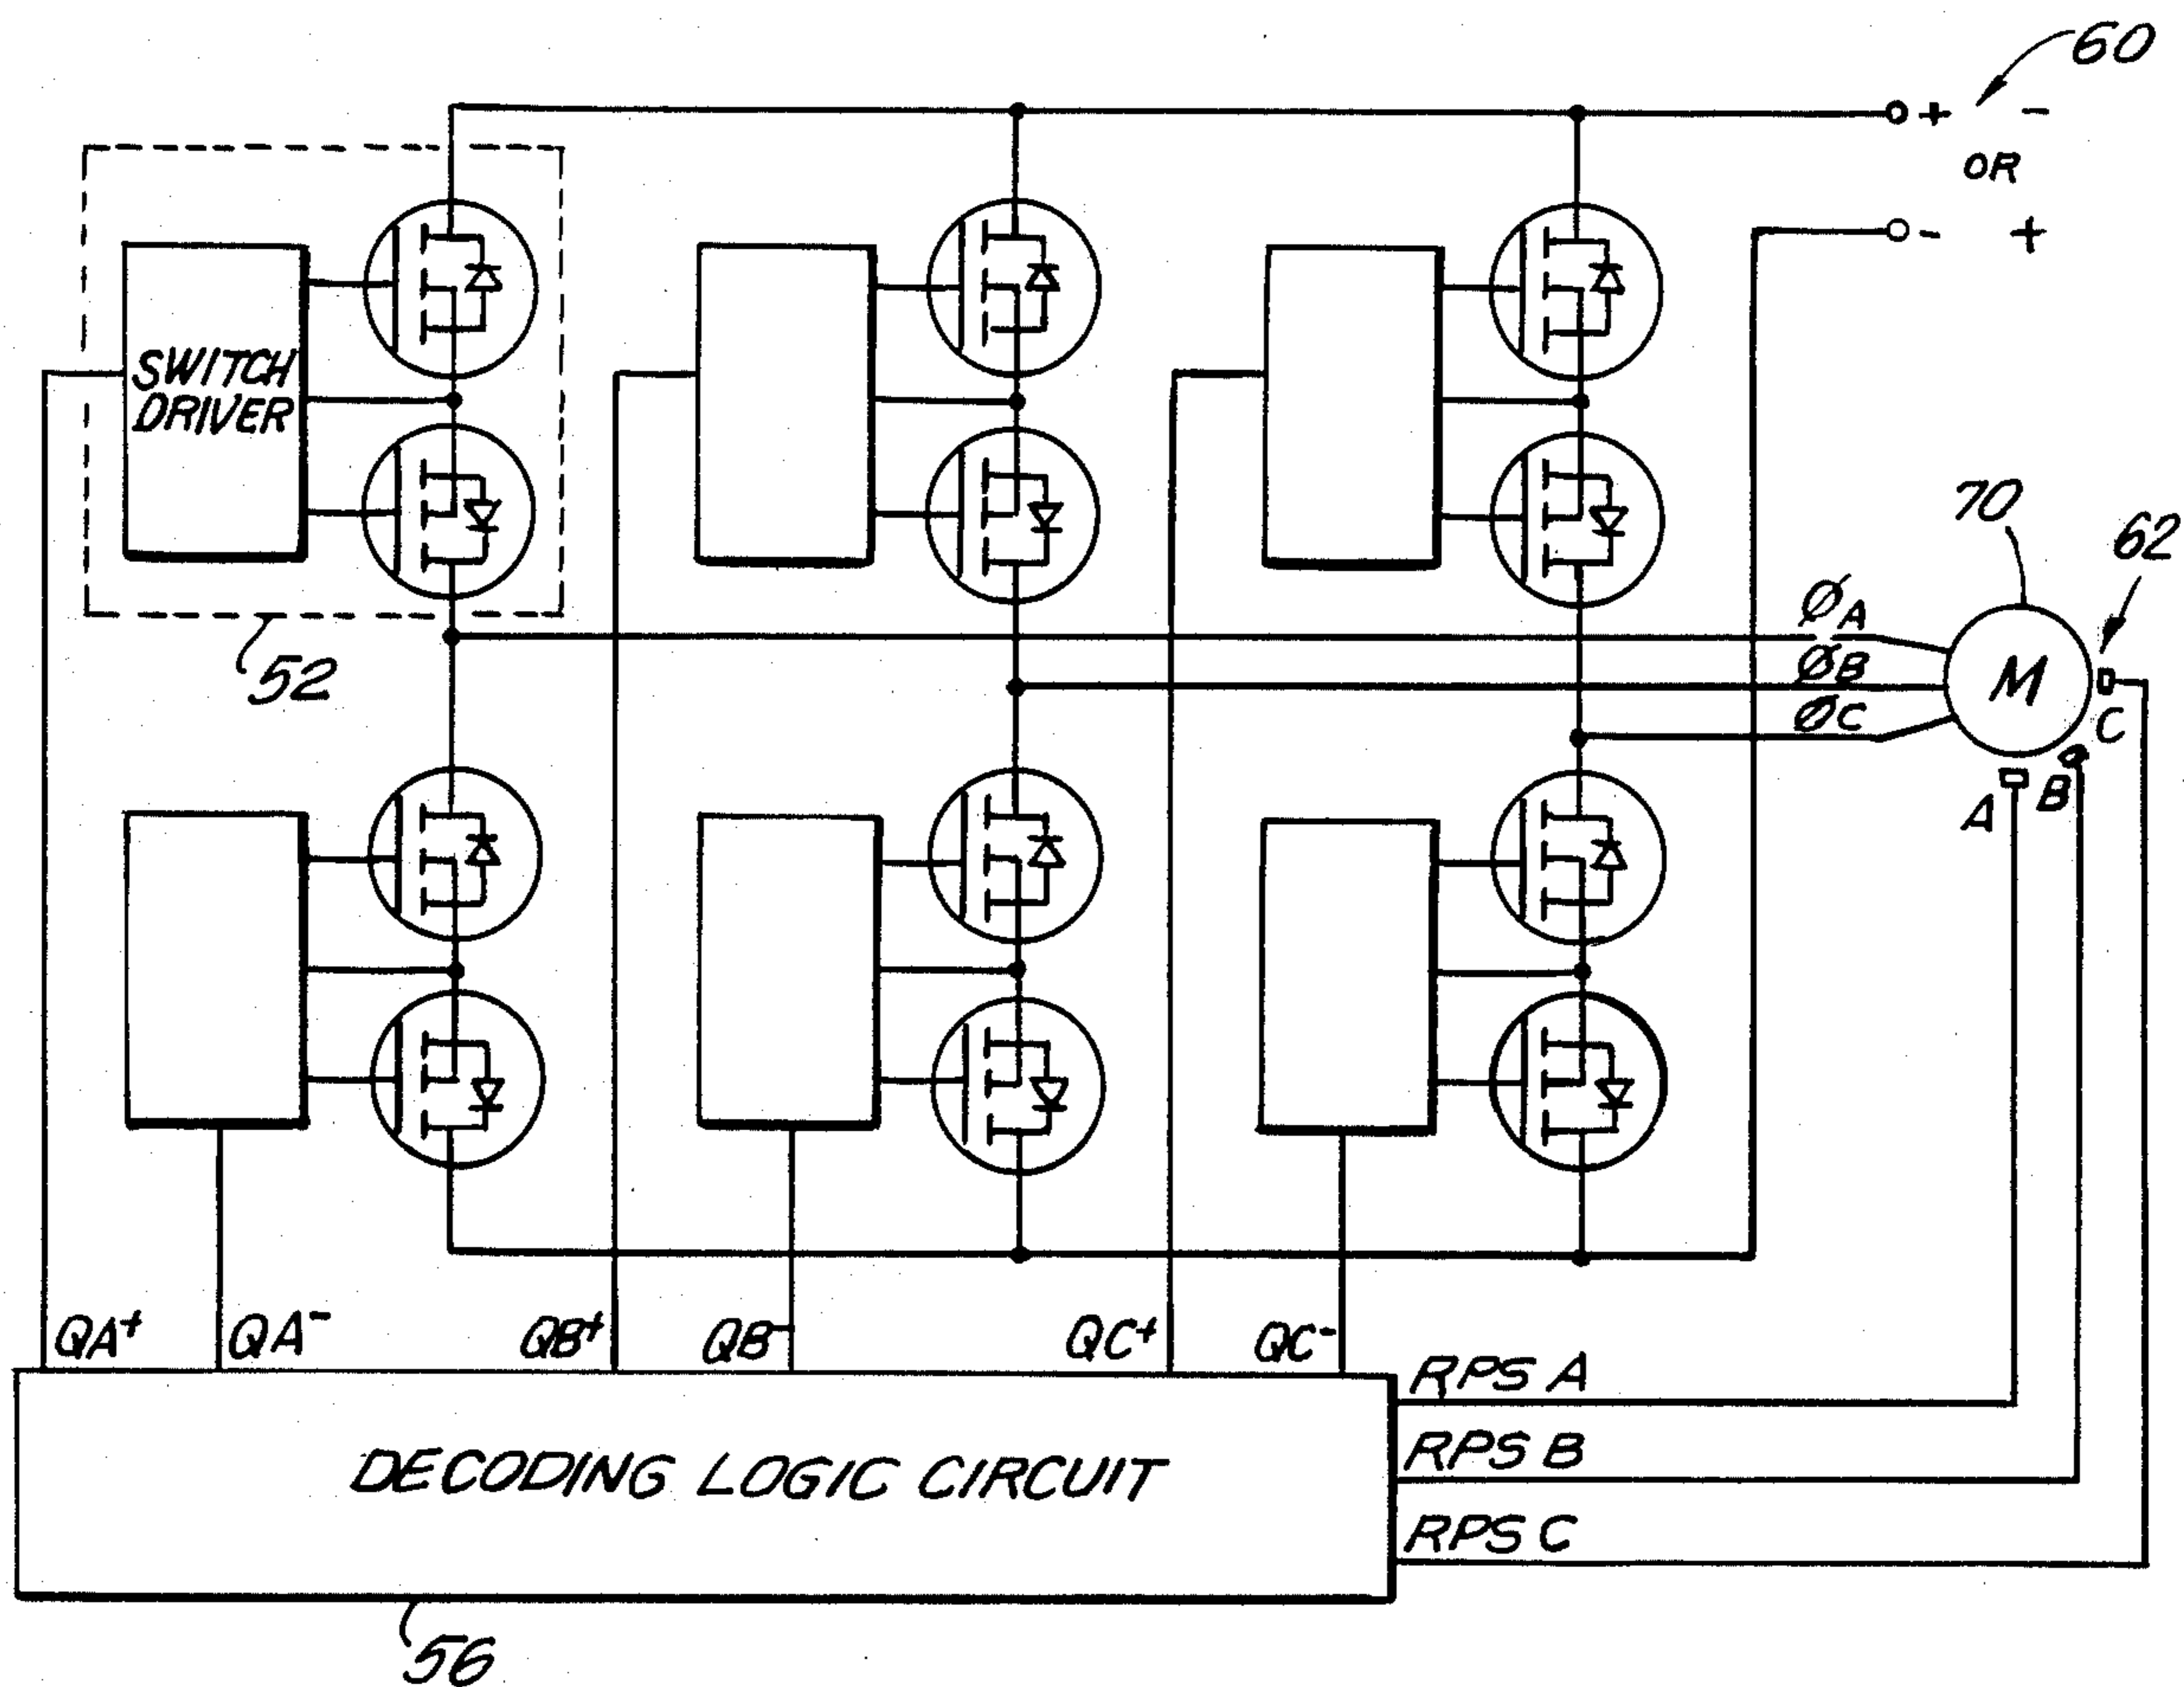 60
+ -
OR
- +
SWITCH
DRIVER
52
70
62
ØA
ØB
ØC
M
C
B
A
QA+
QA-
QB+
QB-
QC+
QC-
RPS A
RPS B
RPS C
DECODING LOGIC CIRCUIT
56